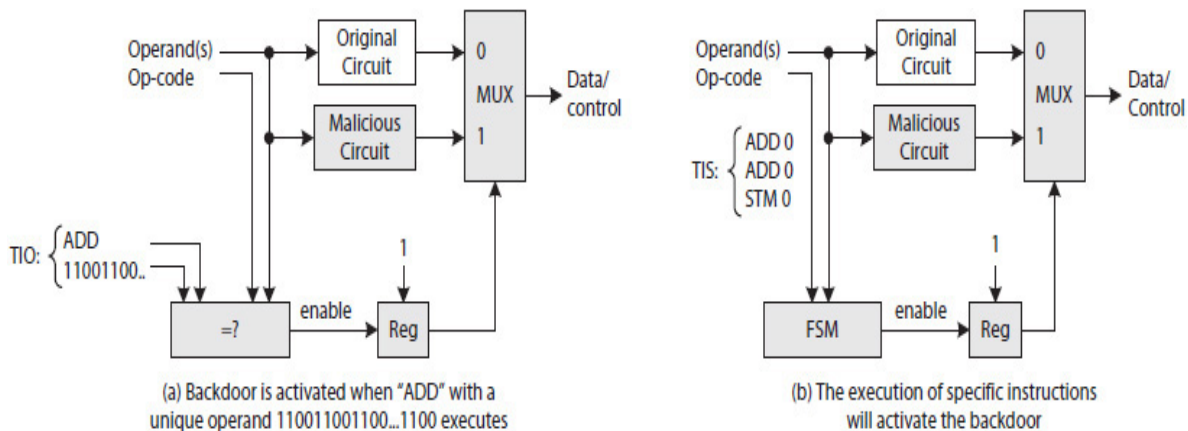 Operand(s)
Op-code
Original
Circuit
Malicious
Circuit
0
MUX
1
Data/
control
TIO:
ADD
11001100..
=?
enable
1
Reg
(a) Backdoor is activated when “ADD” with a
unique operand 110011001100...1100 executes
Operand(s)
Op-code
Original
Circuit
Malicious
Circuit
0
MUX
1
Data/
Control
TIS:
ADD 0
ADD 0
STM 0
FSM
enable
1
Reg
(b) The execution of specific instructions
will activate the backdoor